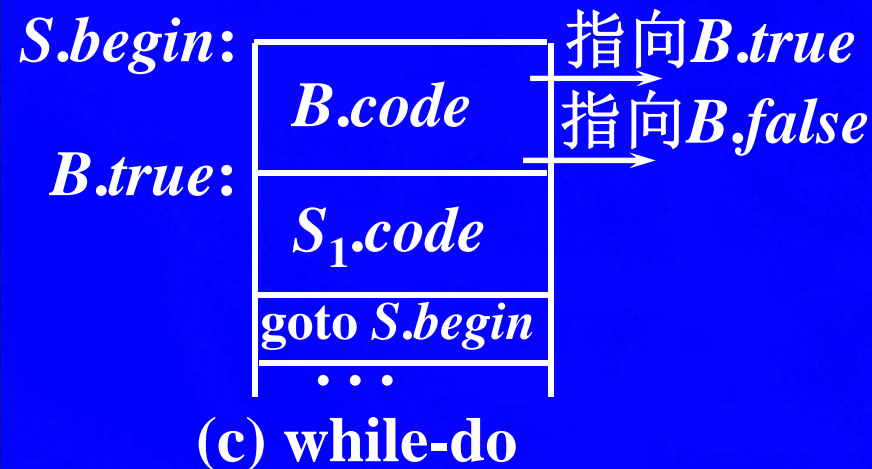 S.begin:
指向B.true
B.code
指向B.false
B.true:
S₁.code
goto S.begin
· · ·
(c) while-do